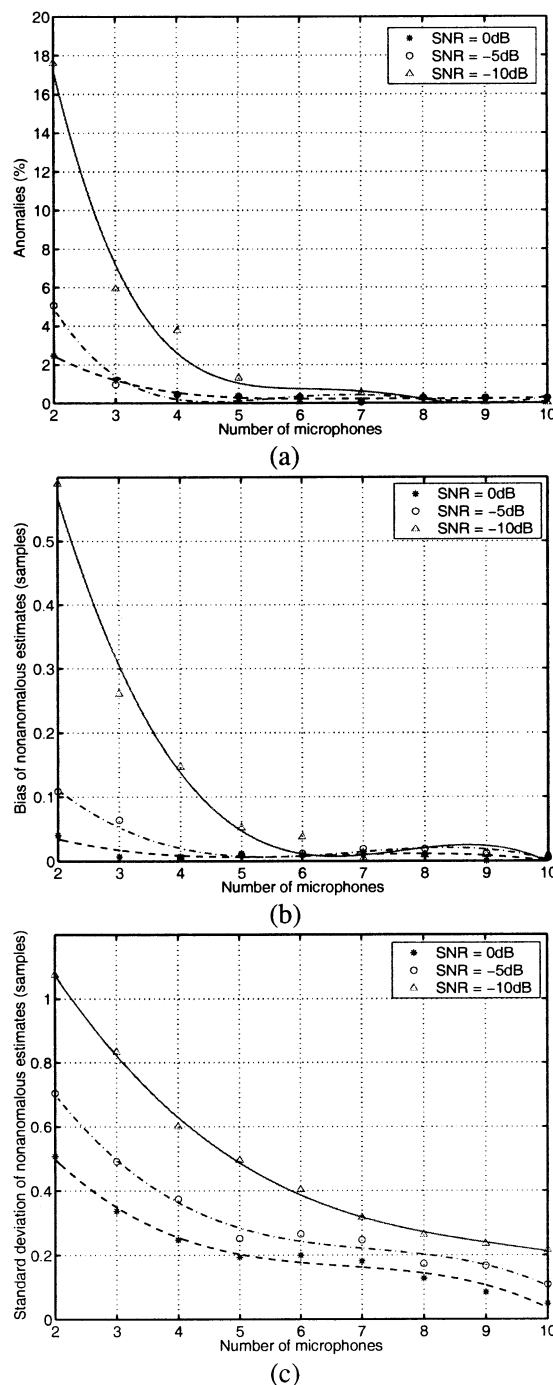 20
18
16
14
12
10
8
6
4
2
0
Anomalies (%)
SNR = 0dB
SNR = −5dB
SNR = −10dB
2 3 4 5 6 7 8 9 10
Number of microphones
(a)
0.5
0.4
0.3
0.2
0.1
0
Bias of nonanomalous estimates (samples)
SNR = 0dB
SNR = −5dB
SNR = −10dB
2 3 4 5 6 7 8 9 10
Number of microphones
(b)
1
0.8
0.6
0.4
0.2
0
Standard deviation of nonanomalous estimates (samples)
SNR = 0dB
SNR = −5dB
SNR = −10dB
2 3 4 5 6 7 8 9 10
Number of microphones
(c)